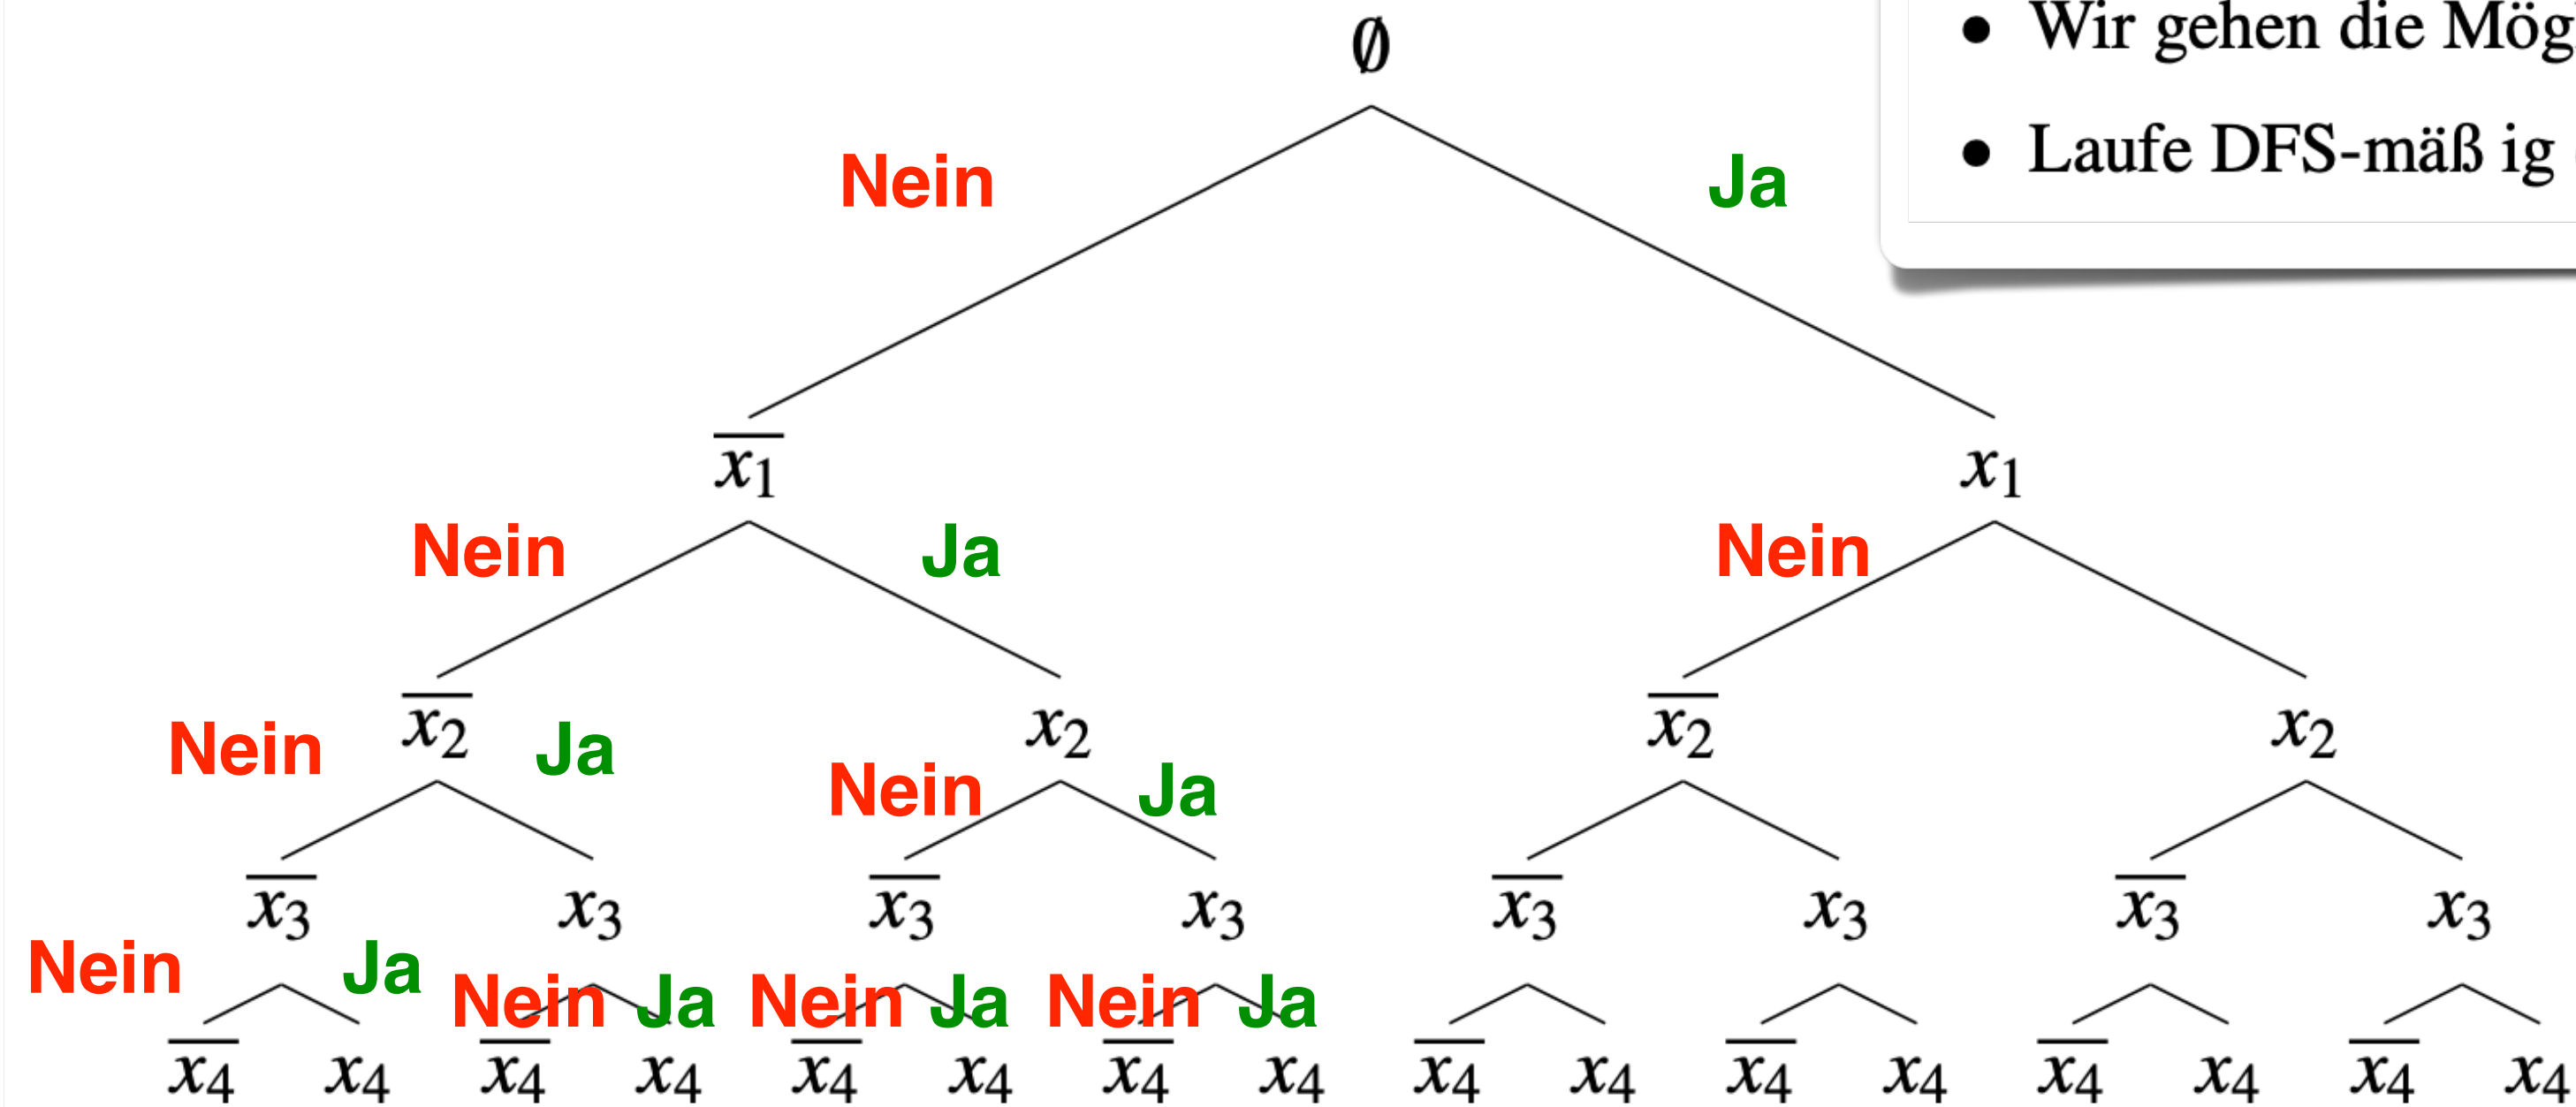 ∅
• Wir gehen die Mög
• Laufe DFS-mäß ig
Nein Ja
x̅₁ x₁
Nein Ja Nein
x̅₂ x₂ x̅₂ x₂
Nein Ja Nein Ja
x̅₃ x₃ x̅₃ x₃ x̅₃ x₃ x̅₃ x₃
Nein Ja Nein Ja Nein Ja Nein Ja
x̅₄ x₄ x̅₄ x₄ x̅₄ x₄ x̅₄ x₄ x̅₄ x₄ x̅₄ x₄ x̅₄ x₄ x̅₄ x₄